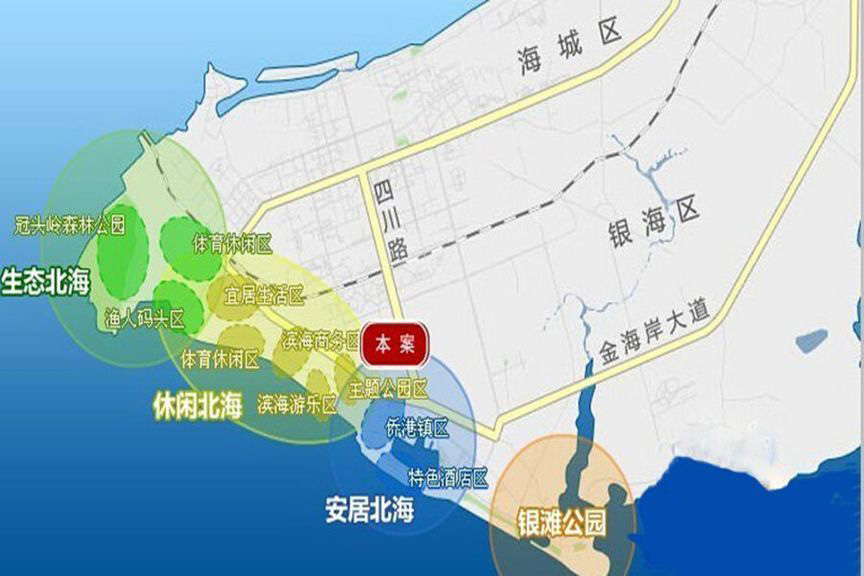 海城区
四川路
银海区
冠头岭森林公园
体育休闲区
生态北海
宜居生活区
渔人码头区
金海岸大道
滨海商务区
本案
体育休闲区
主题公园区
休闲北海
滨海游乐区
侨港镇区
特色酒店区
安居北海
银滩公园